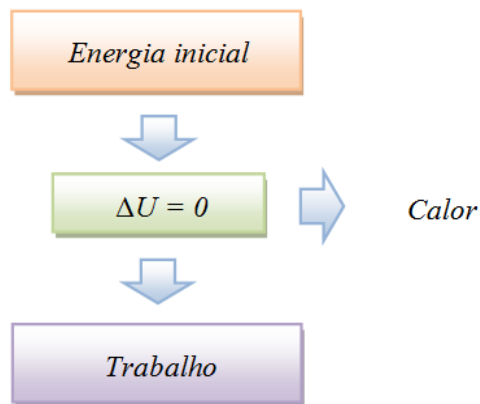 Energia inicial
ΔU = 0
Calor
Trabalho